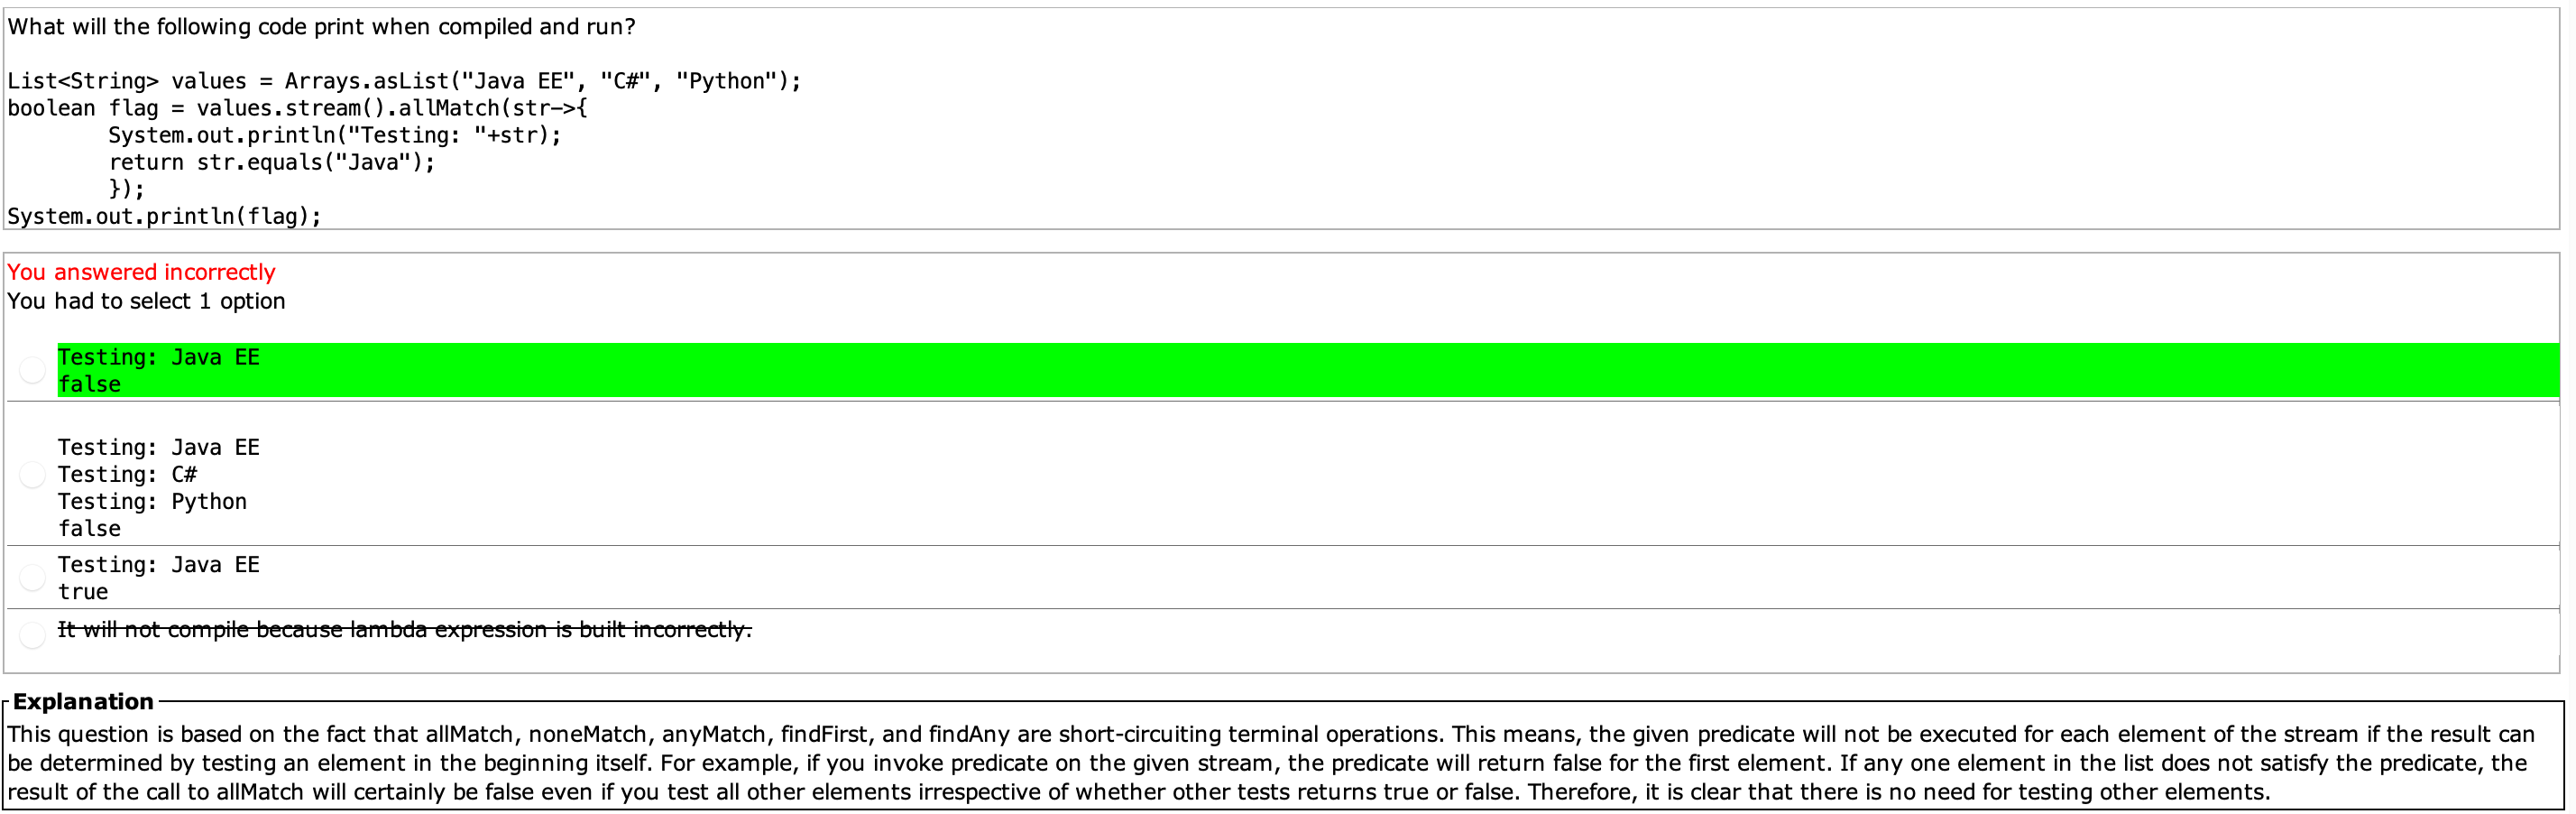 What will the following code print when compiled and run?
List<String> values = Arrays.asList("Java EE", "C#", "Python");
boolean flag = values.stream().allMatch(str->{
System.out.println("Testing: "+str);
return str.equals("Java");
});
System.out.println(flag);
You answered incorrectly
You had to select 1 option
Testing: Java EE
false
Testing: Java EE
Testing: C#
Testing: Python
false
Testing: Java EE
true
It will not compile because lambda expression is built incorrectly.
Explanation
This question is based on the fact that allMatch, noneMatch, anyMatch, findFirst, and findAny are short-circuiting terminal operations. This means, the given predicate will not be executed for each element of the stream if the result can
be determined by testing an element in the beginning itself. For example, if you invoke predicate on the given stream, the predicate will return false for the first element. If any one element in the list does not satisfy the predicate, the
result of the call to allMatch will certainly be false even if you test all other elements irrespective of whether other tests returns true or false. Therefore, it is clear that there is no need for testing other elements.